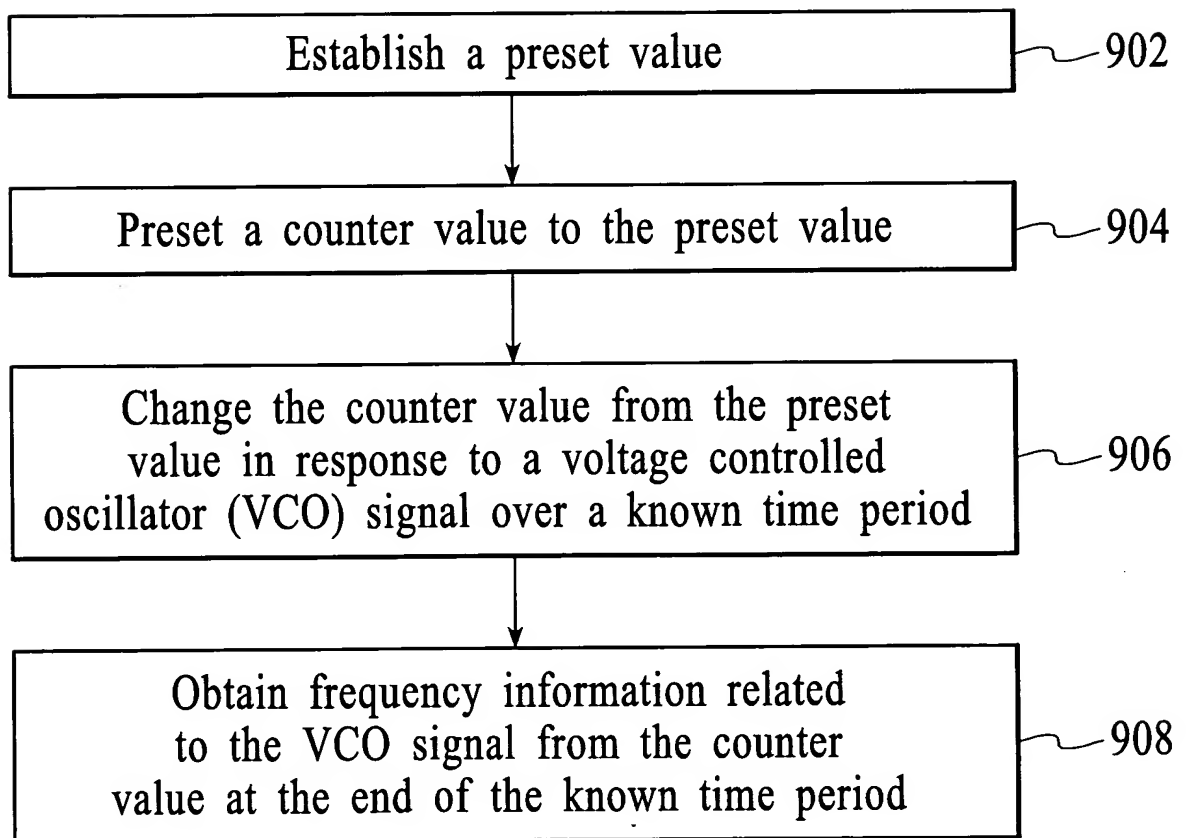 Establish a preset value
902
Preset a counter value to the preset value
904
Change the counter value from the preset
value in response to a voltage controlled
oscillator (VCO) signal over a known time period
906
Obtain frequency information related
to the VCO signal from the counter
value at the end of the known time period
908